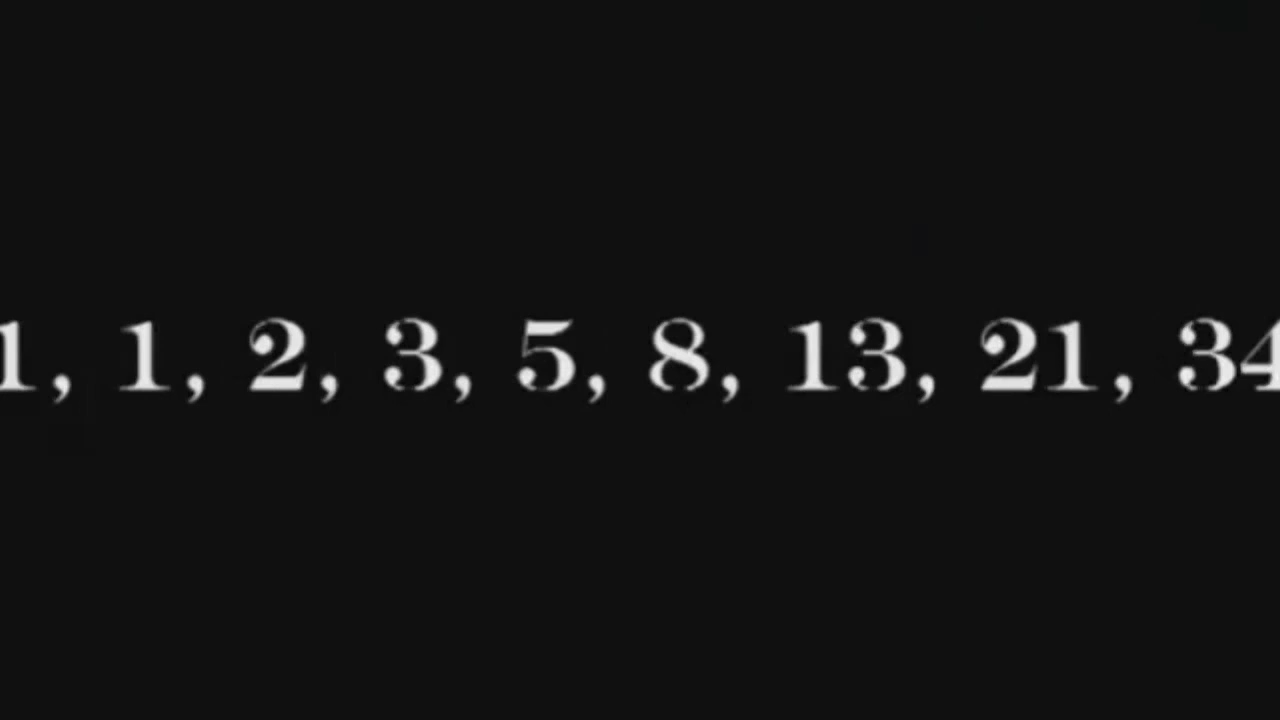 1, 1, 2, 3, 5, 8, 13, 21, 34